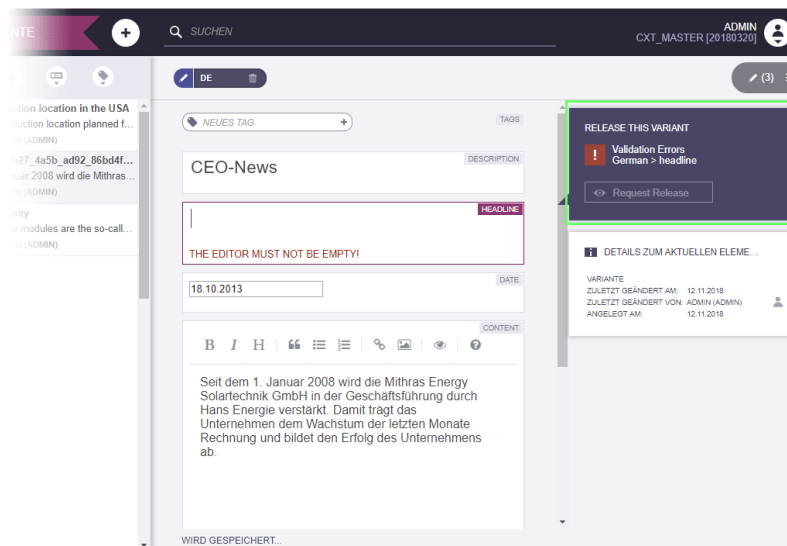 NTE
SUCHEN
ADMIN
CXT_MASTER [20180320]
DE
(3)
ction location in the USA
duction location planned f...
(ADMIN)
b27_4a5b_ad92_86bd4f...
uar 2008 wird die Mithras...
(ADMIN)
sity
e modules are the so-call...
(ADMIN)
NEUES TAG
+
TAGS
DESCRIPTION
CEO-News
HEADLINE
THE EDITOR MUST NOT BE EMPTY!
DATE
18.10.2013
CONTENT
B I H
Seit dem 1. Januar 2008 wird die Mithras Energy
Solartechnik GmbH in der Geschäftsführung durch
Hans Energie verstärkt. Damit trägt das
Unternehmen dem Wachstum der letzten Monate
Rechnung und bildet den Erfolg des Unternehmens
ab.
WIRD GESPEICHERT...
RELEASE THIS VARIANT
Validation Errors
German > headline
Request Release
DETAILS ZUM AKTUELLEN ELEME...
VARIANTE
ZULETZT GEÄNDERT AM: 12.11.2018
ZULETZT GEÄNDERT VON: ADMIN (ADMIN)
ANGELEGT AM: 12.11.2018